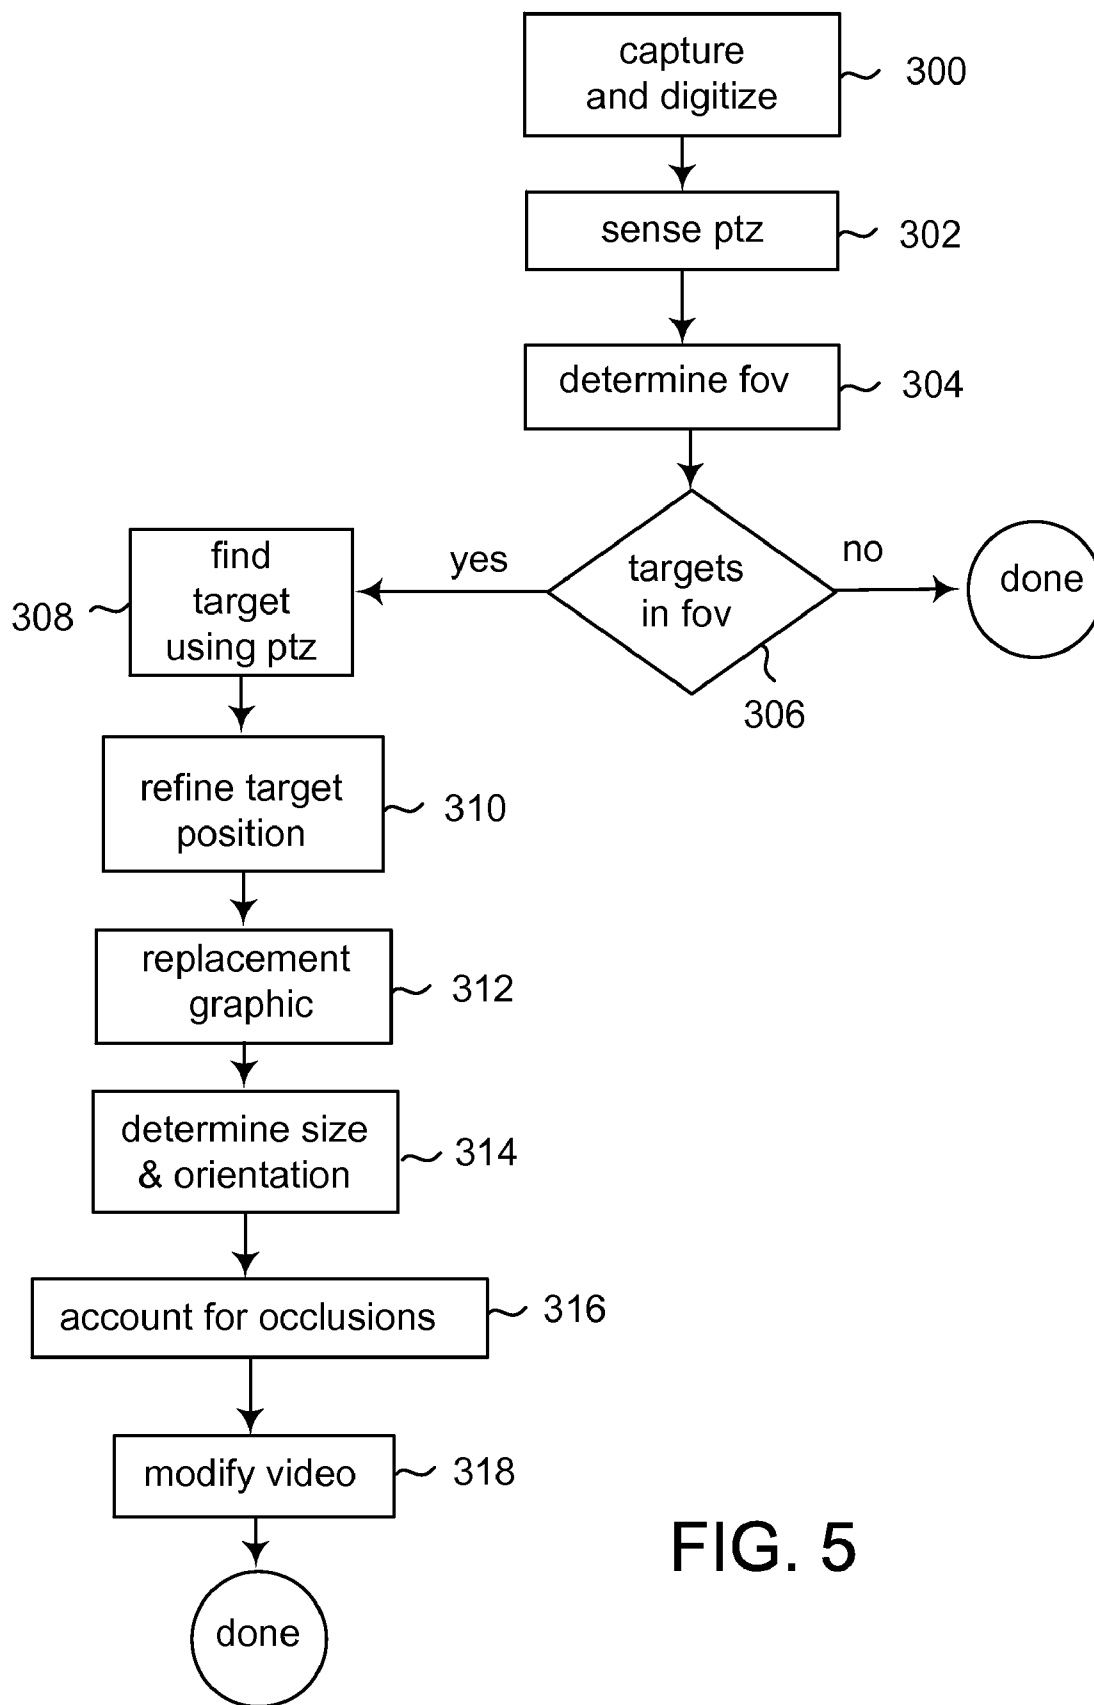 capture
and digitize
300
sense ptz
302
determine fov
304
targets
in fov
306
yes
no
done
find
target
using ptz
308
refine target
position
310
replacement
graphic
312
determine size
& orientation
314
account for occlusions
316
modify video
318
done
FIG. 5